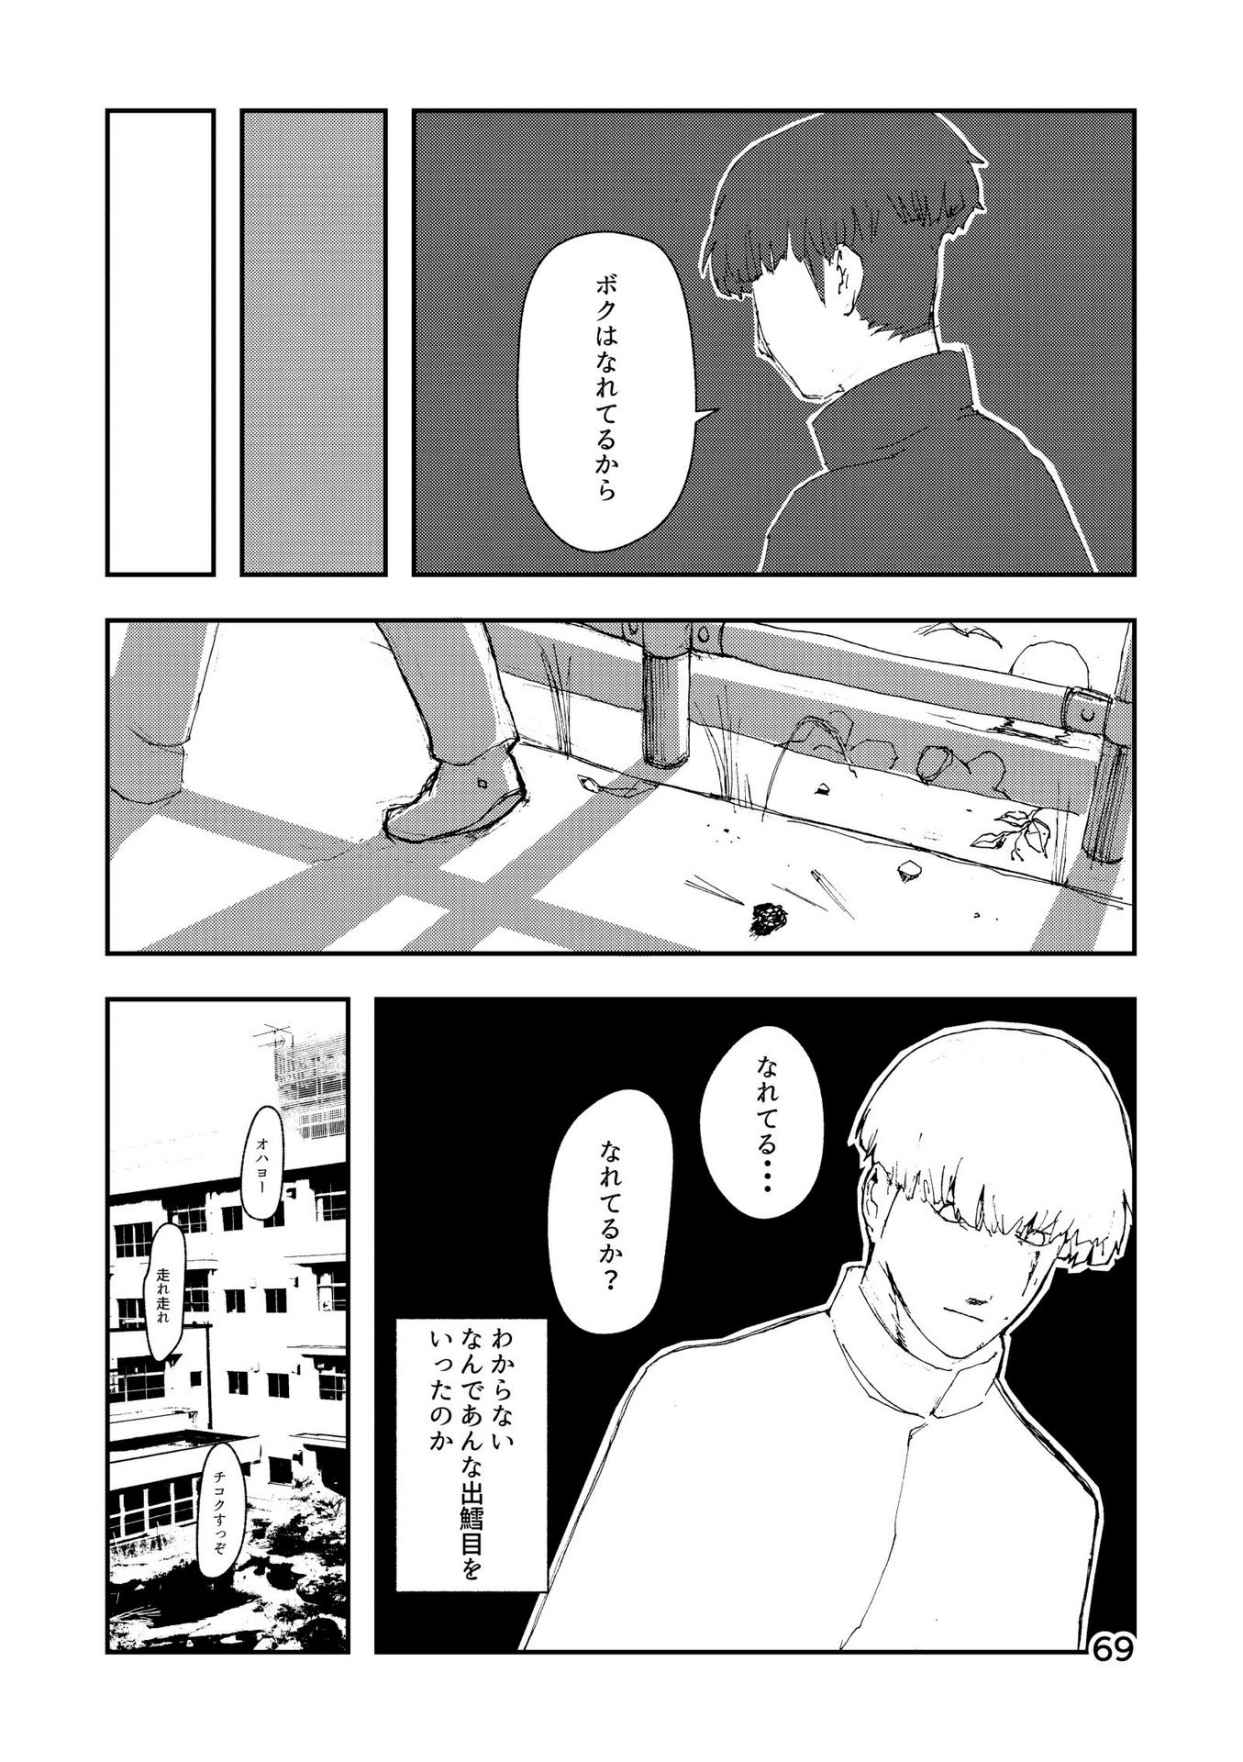 ボクはなれてるから
なれてる・・・
なれてるか？
わからない
なんであんな出鱈目を
いったのか
オハヨー
走れ走れ
チコクすっぞ
69